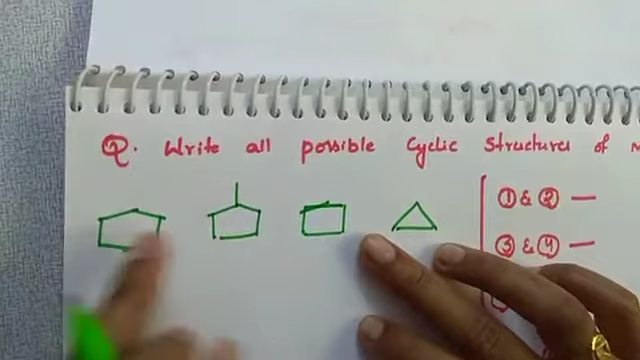 Q. Write all possible Cyclic Structures of
① & ② —
③ & ④ —